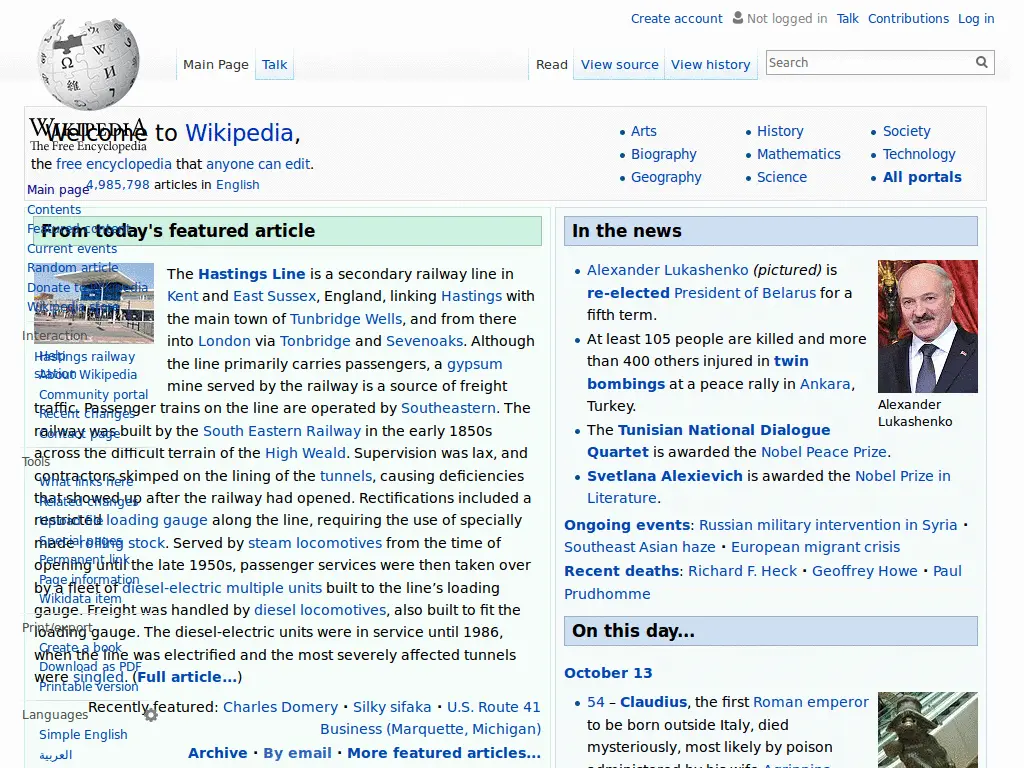 Create account Not logged in Talk Contributions Log in
Main Page Talk Read View source View history Search
WIKIPEDIA
The Free Encyclopedia
Welcome to Wikipedia,
the free encyclopedia that anyone can edit.
4,985,798 articles in English
Arts
Biography
Geography
History
Mathematics
Science
Society
Technology
All portals
Main page
Contents
Featured content
Current events
Random article
Donate to Wikipedia
Interaction
Help
About Wikipedia
Community portal
Recent changes
Contact page
Tools
What links here
Related changes
Upload file
Special pages
Permanent link
Page information
Wikidata item
Print/export
Create a book
Download as PDF
Printable version
Languages
Simple English
العربية
From today's featured article
Hastings railway
station
The Hastings Line is a secondary railway line in
Kent and East Sussex, England, linking Hastings with
the main town of Tunbridge Wells, and from there
into London via Tonbridge and Sevenoaks. Although
the line primarily carries passengers, a gypsum
mine served by the railway is a source of freight
traffic. Passenger trains on the line are operated by Southeastern. The
railway was built by the South Eastern Railway in the early 1850s
across the difficult terrain of the High Weald. Supervision was lax, and
contractors skimped on the lining of the tunnels, causing deficiencies
that showed up after the railway had opened. Rectifications included a
restricted loading gauge along the line, requiring the use of specially
made rolling stock. Served by steam locomotives from the time of
opening until the late 1950s, passenger services were then taken over
by a fleet of diesel-electric multiple units built to the line's loading
gauge. Freight was handled by diesel locomotives, also built to fit the
loading gauge. The diesel-electric units were in service until 1986,
when the line was electrified and the most severely affected tunnels
were singled. (Full article...)
Recently featured: Charles Domery · Silky sifaka · U.S. Route 41
Business (Marquette, Michigan)
Archive · By email · More featured articles...
In the news
Alexander Lukashenko (pictured) is
re-elected President of Belarus for a
fifth term.
At least 105 people are killed and more
than 400 others injured in twin
bombings at a peace rally in Ankara,
Turkey.
The Tunisian National Dialogue
Quartet is awarded the Nobel Peace Prize.
Svetlana Alexievich is awarded the Nobel Prize in
Literature.
Alexander
Lukashenko
Ongoing events: Russian military intervention in Syria ·
Southeast Asian haze · European migrant crisis
Recent deaths: Richard F. Heck · Geoffrey Howe · Paul
Prudhomme
On this day...
October 13
54 – Claudius, the first Roman emperor
to be born outside Italy, died
mysteriously, most likely by poison
administered by his wife Agrippina